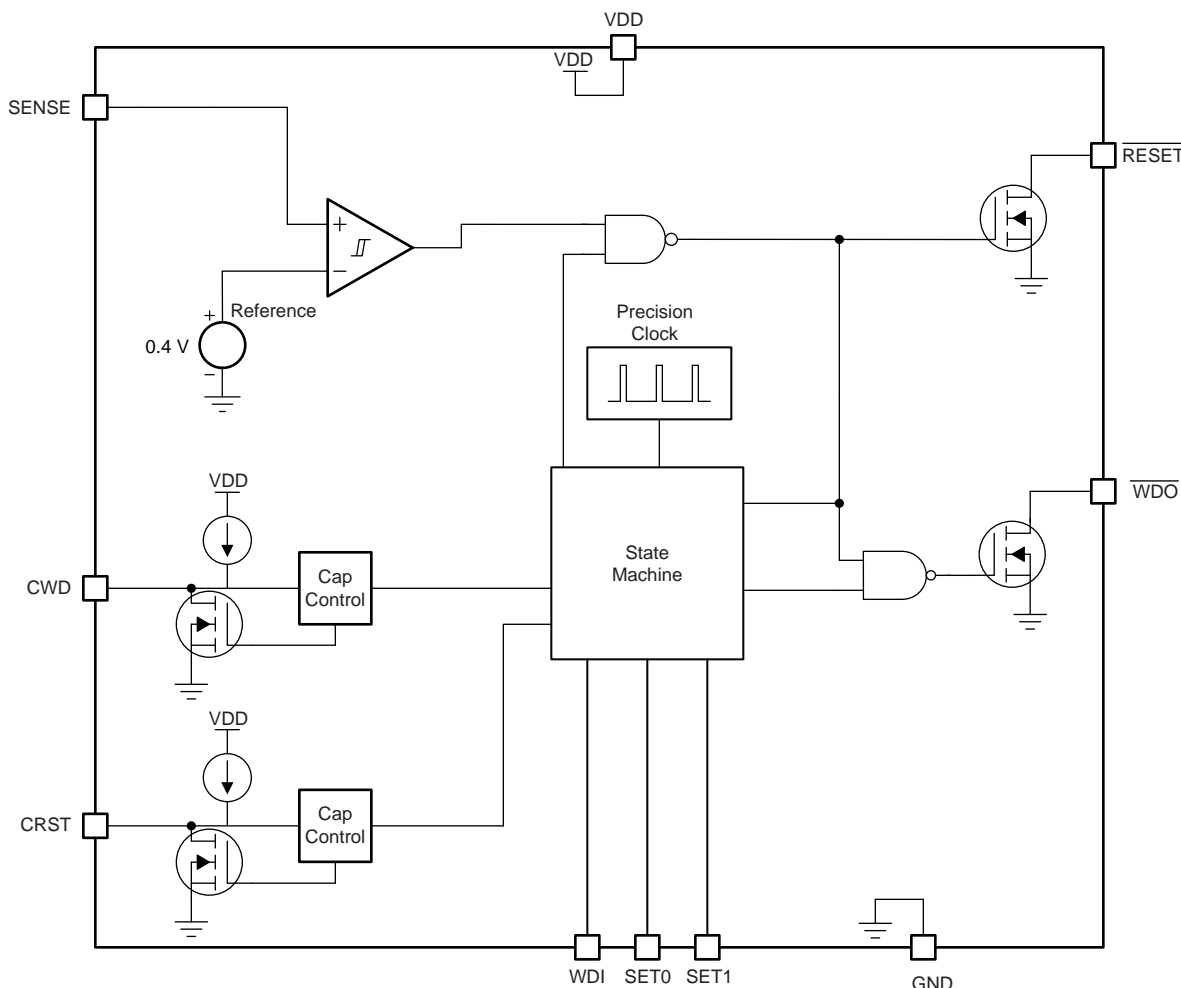 VDD
VDD
SENSE
RESET
+
−
+
Reference
0.4 V
−
Precision
Clock
VDD
WDO
State
Machine
Cap
Control
CWD
VDD
Cap
Control
CRST
WDI
SET0
SET1
GND